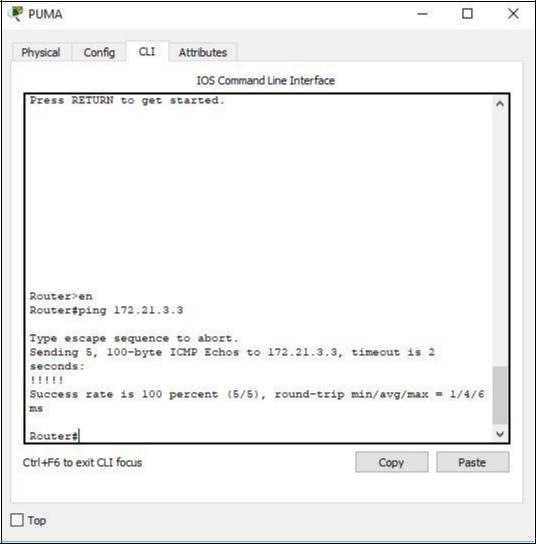 PUMA
Physical Config CLI Attributes
IOS Command Line Interface
Press RETURN to get started.
Router>en
Router#ping 172.21.3.3
Type escape sequence to abort.
Sending 5, 100-byte ICMP Echos to 172.21.3.3, timeout is 2
seconds:
!!!!!
Success rate is 100 percent (5/5), round-trip min/avg/max = 1/4/6
ms
Router#
Ctrl+F6 to exit CLI focus
Copy Paste
Top